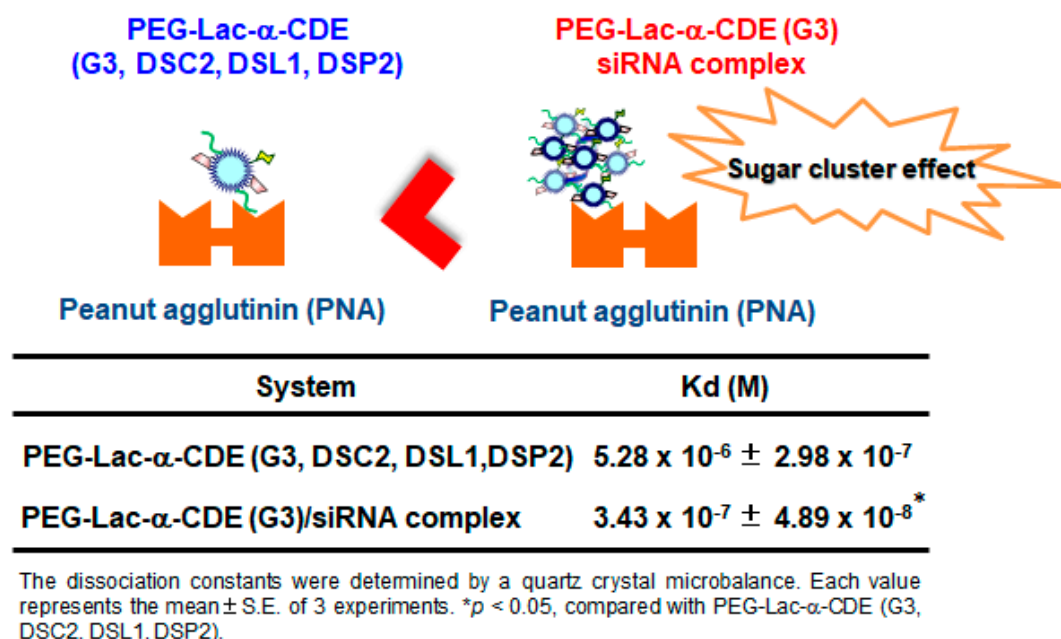 PEG-Lac-α-CDE
(G3, DSC2, DSL1, DSP2)
PEG-Lac-α-CDE (G3)
siRNA complex
Sugar cluster effect
Peanut agglutinin (PNA)
Peanut agglutinin (PNA)
System Kd (M)
PEG-Lac-α-CDE (G3, DSC2, DSL1,DSP2) 5.28 x 10⁻⁶ ± 2.98 x 10⁻⁷
PEG-Lac-α-CDE (G3)/siRNA complex 3.43 x 10⁻⁷ ± 4.89 x 10⁻⁸*
The dissociation constants were determined by a quartz crystal microbalance. Each value
represents the mean ± S.E. of 3 experiments. *p < 0.05, compared with PEG-Lac-α-CDE (G3,
DSC2, DSL1, DSP2).